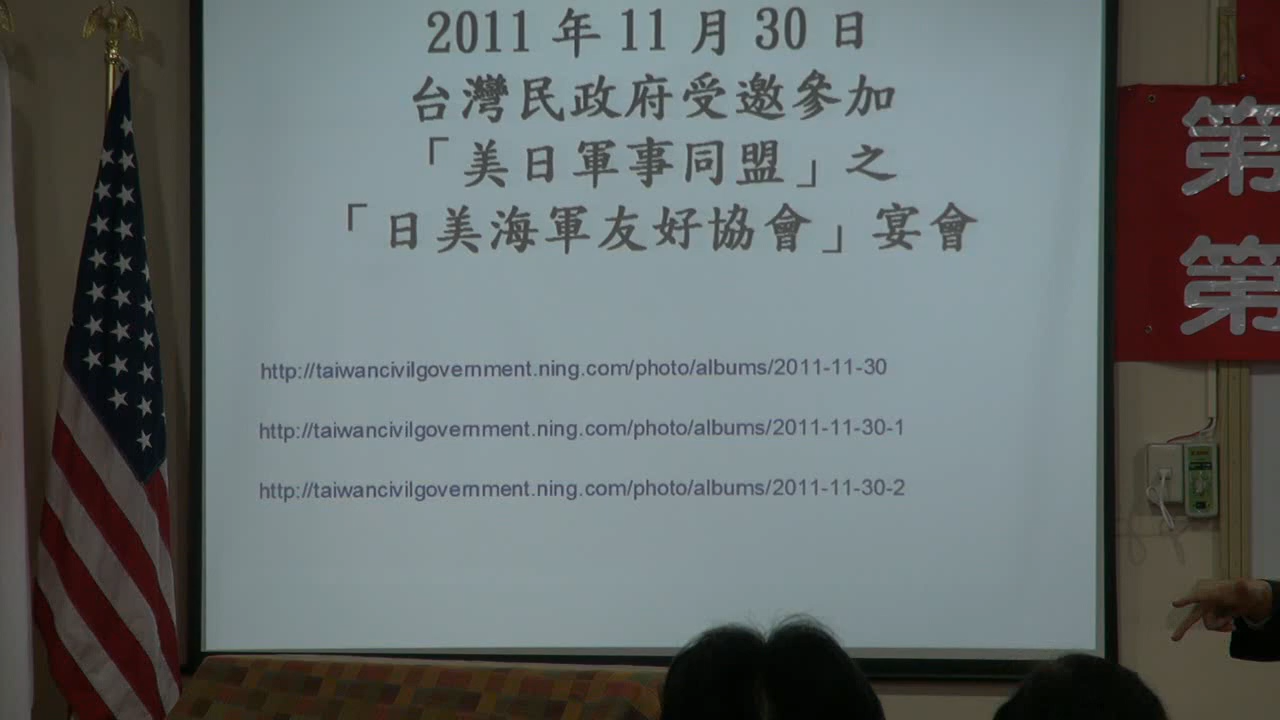 2011 年 11 月 30 日
台灣民政府受邀參加
「美日軍事同盟」之
「日美海軍友好協會」宴會
http://taiwancivilgovernment.ning.com/photo/albums/2011-11-30
http://taiwancivilgovernment.ning.com/photo/albums/2011-11-30-1
http://taiwancivilgovernment.ning.com/photo/albums/2011-11-30-2
第
第